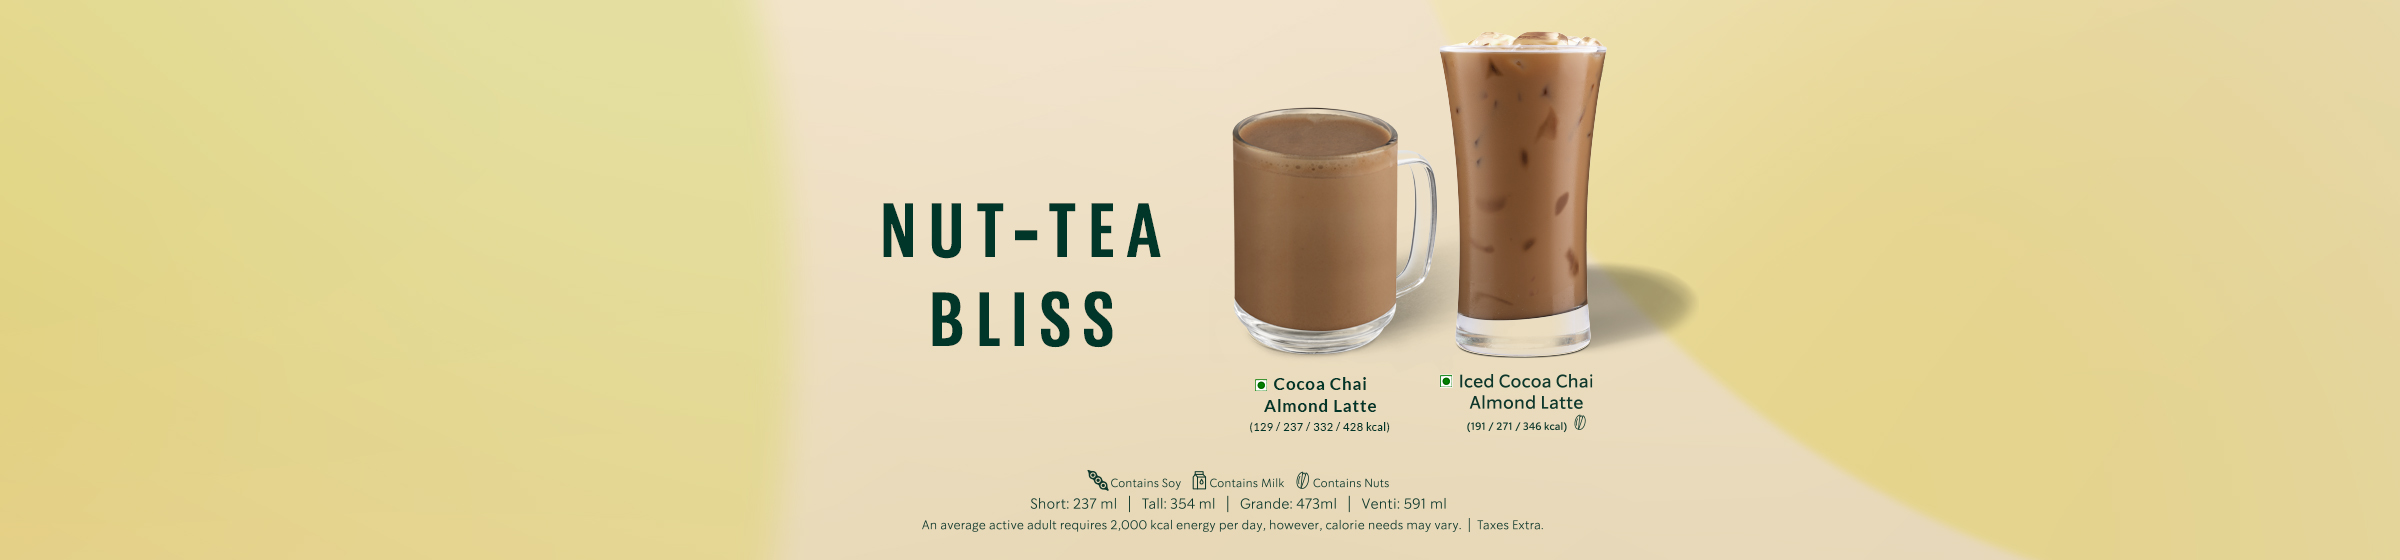 NUT-TEA
BLISS
Cocoa Chai
Almond Latte
(129 / 237 / 332 / 428 kcal)
Iced Cocoa Chai
Almond Latte
(191 / 271 / 346 kcal)
Contains Soy Contains Milk Contains Nuts
Short: 237 ml | Tall: 354 ml | Grande: 473ml | Venti: 591 ml
An average active adult requires 2,000 kcal energy per day, however, calorie needs may vary. | Taxes Extra.